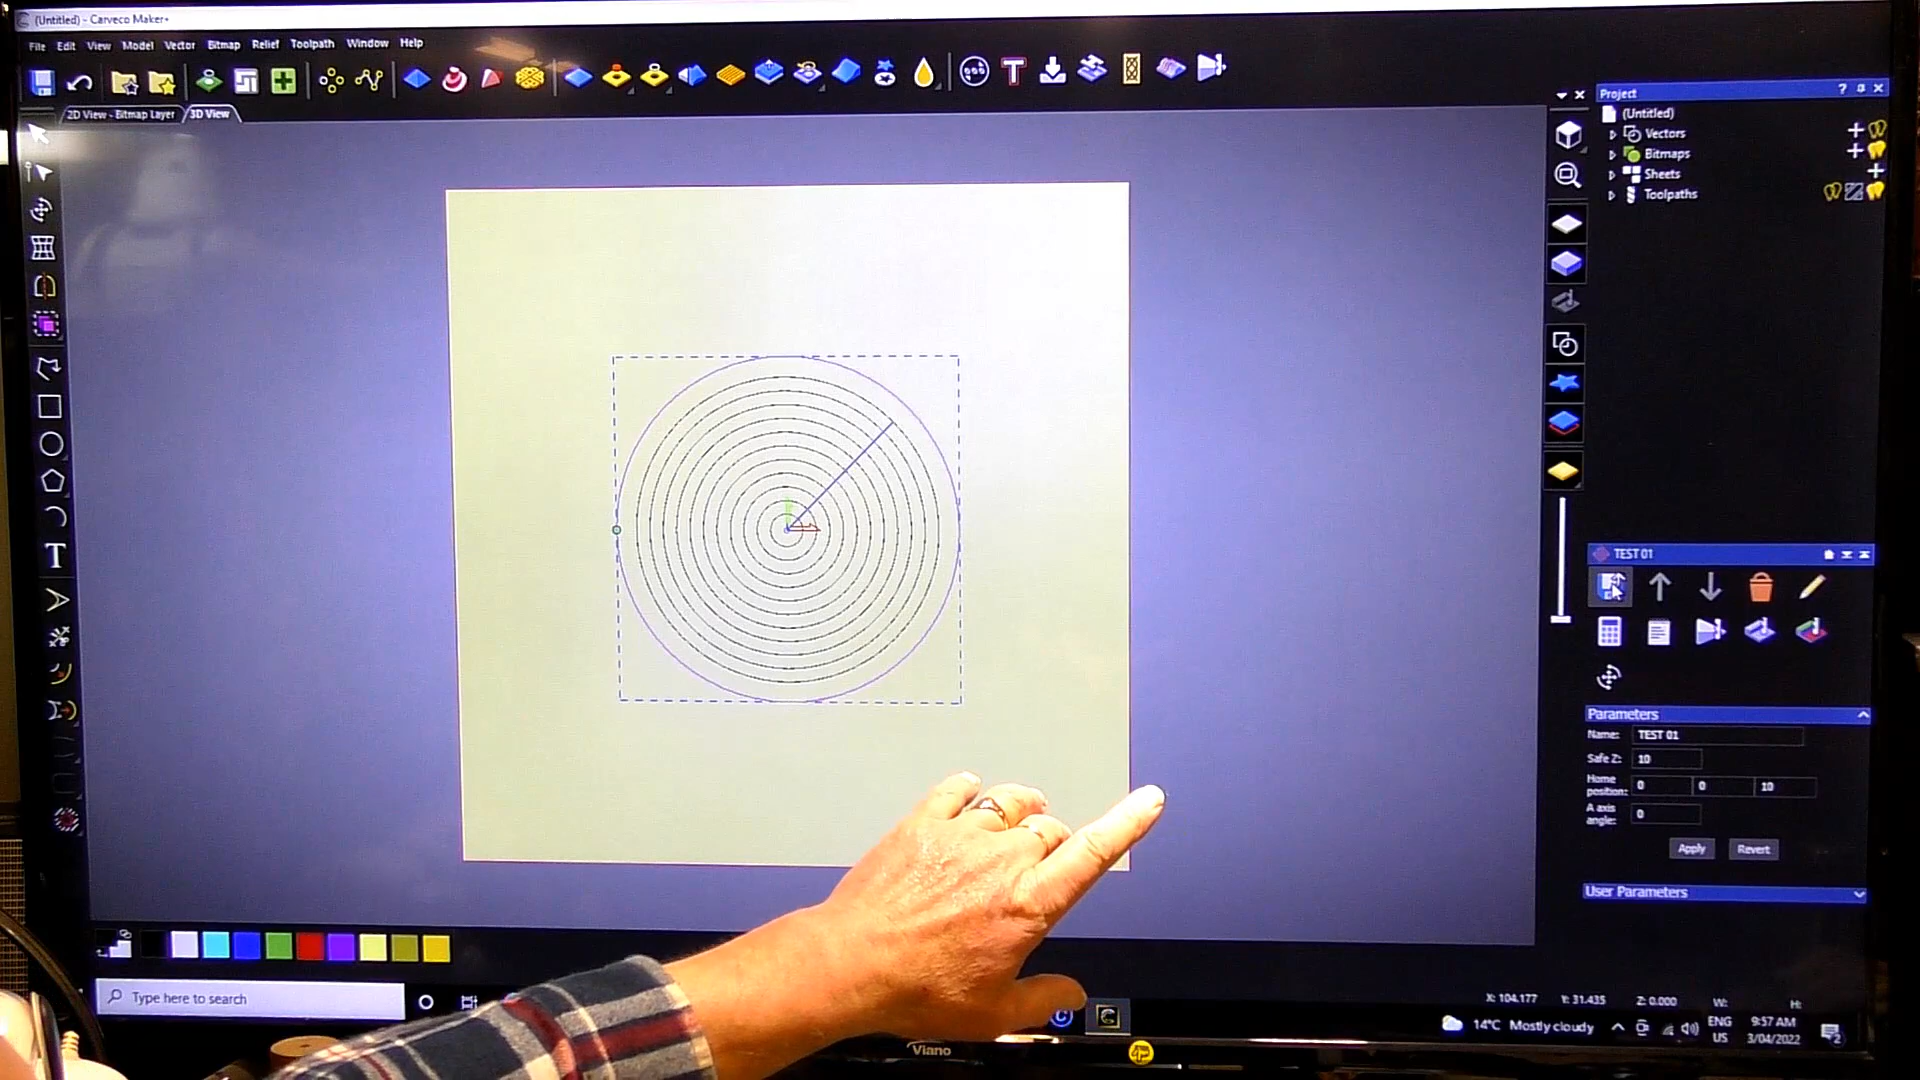 (Untitled) - Carveco Maker+
File Edit View Model Vector Bitmap Relief Toolpath Window Help
2D View - Bitmap Layer 3D View
Project
(Untitled)
Vectors
Bitmaps
Sheets
Toolpaths
T
TEST 01
Parameters
Name: TEST 01
Safe Z: 10
Home position: 0 0 10
A axis angle: 0
Apply Revert
User Parameters
Type here to search
X: 104.177 Y: 31.435 Z: 0.000 W: H:
14°C Mostly cloudy
ENG US
9:57 AM
3/04/2022
2
Viano